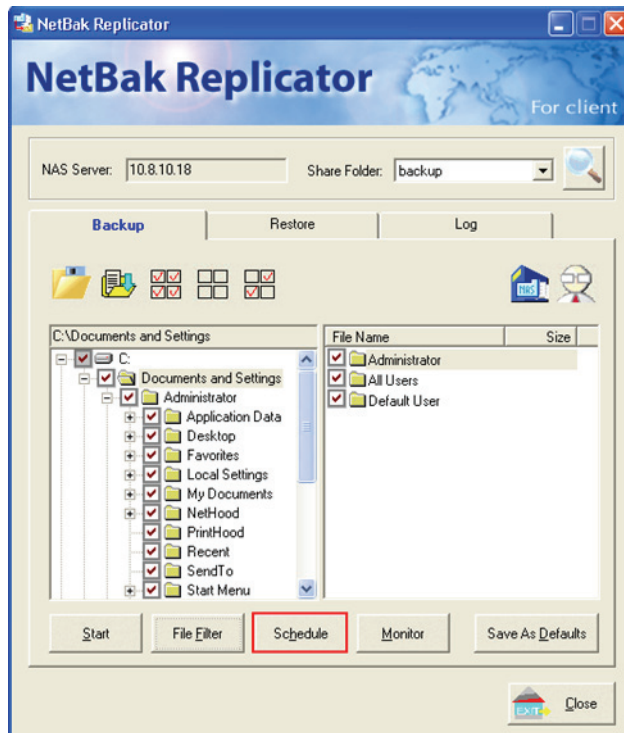 NetBak Replicator
NetBak Replicator
For client
NAS Server: 10.8.10.18 Share Folder: backup
Backup Restore Log
NAS
C:\Documents and Settings
C:
Documents and Settings
Administrator
Application Data
Desktop
Favorites
Local Settings
My Documents
NetHood
PrintHood
Recent
SendTo
Start Menu
File Name Size
Administrator
All Users
Default User
Start File Filter Schedule Monitor Save As Defaults
EXIT Close